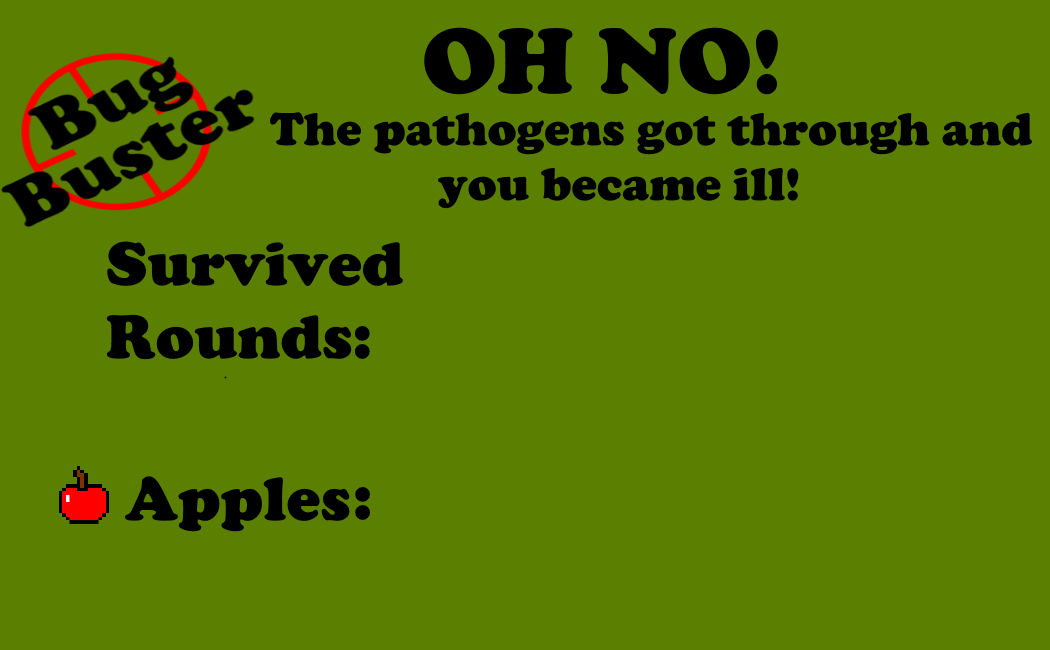 Bug
Buster
OH NO!
The pathogens got through and
you became ill!
Survived
Rounds:
Apples: